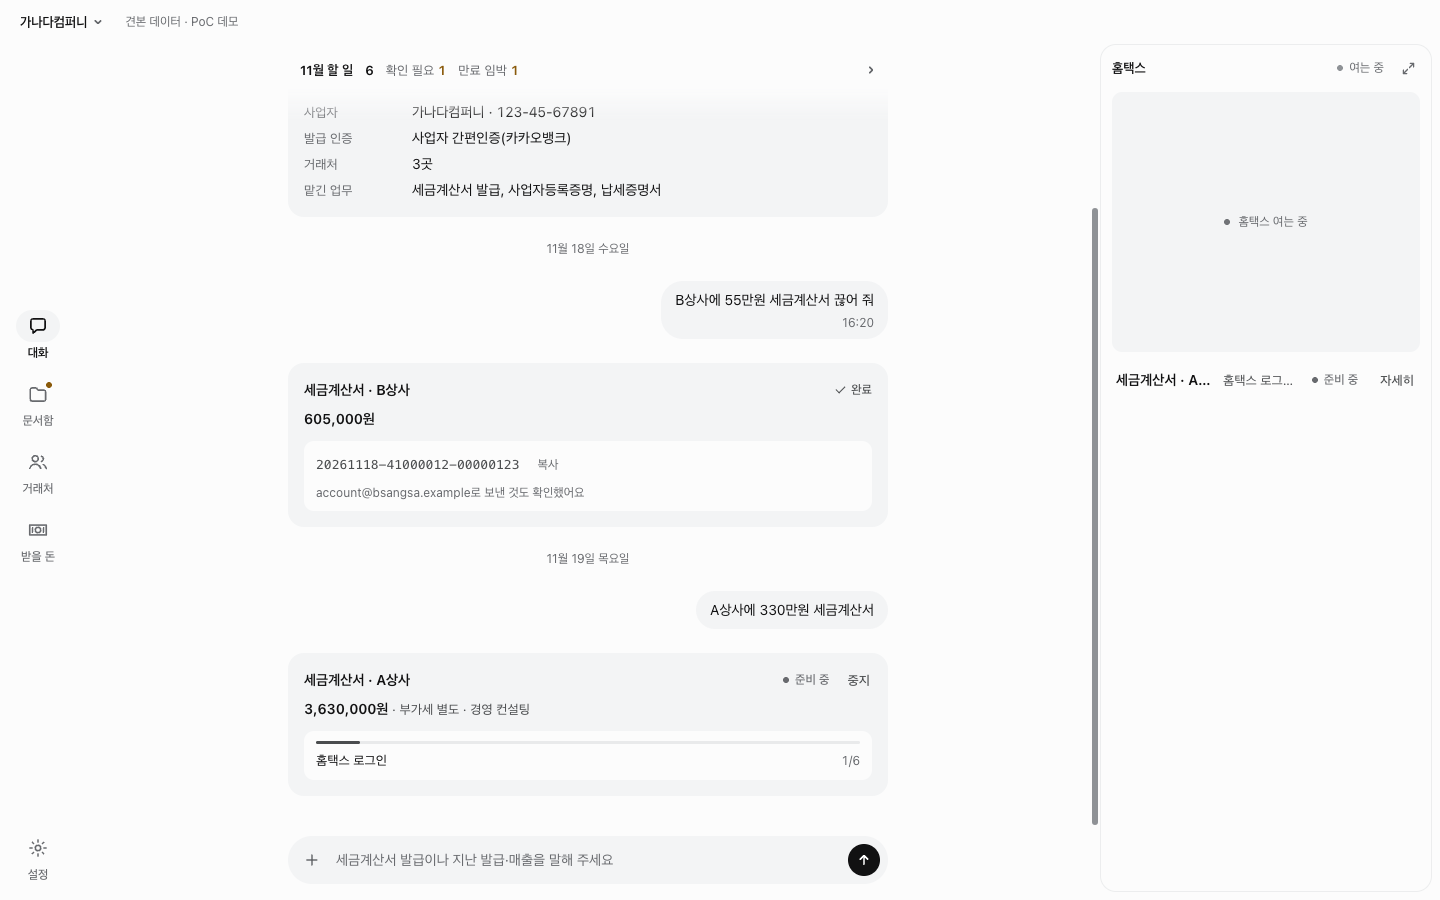 가나다컴퍼니
견본 데이터 · PoC 데모
11월 할 일 6 확인 필요 1 만료 임박 1
사업자 가나다컴퍼니 · 123-45-67891
발급 인증 사업자 간편인증(카카오뱅크)
거래처 3곳
맡긴 업무 세금계산서 발급, 사업자등록증명, 납세증명서
11월 18일 수요일
B상사에 55만원 세금계산서 끊어 줘
16:20
세금계산서 · B상사 완료
605,000원
20261118-41000012-00000123 복사
account@bsangsa.example로 보낸 것도 확인했어요
11월 19일 목요일
A상사에 330만원 세금계산서
세금계산서 · A상사 준비 중 중지
3,630,000원 · 부가세 별도 · 경영 컨설팅
홈택스 로그인 1/6
세금계산서 발급이나 지난 발급·매출을 말해 주세요
대화
문서함
거래처
받을 돈
설정
홈택스 여는 중
홈택스 여는 중
세금계산서 · A... 홈택스 로그... 준비 중 자세히